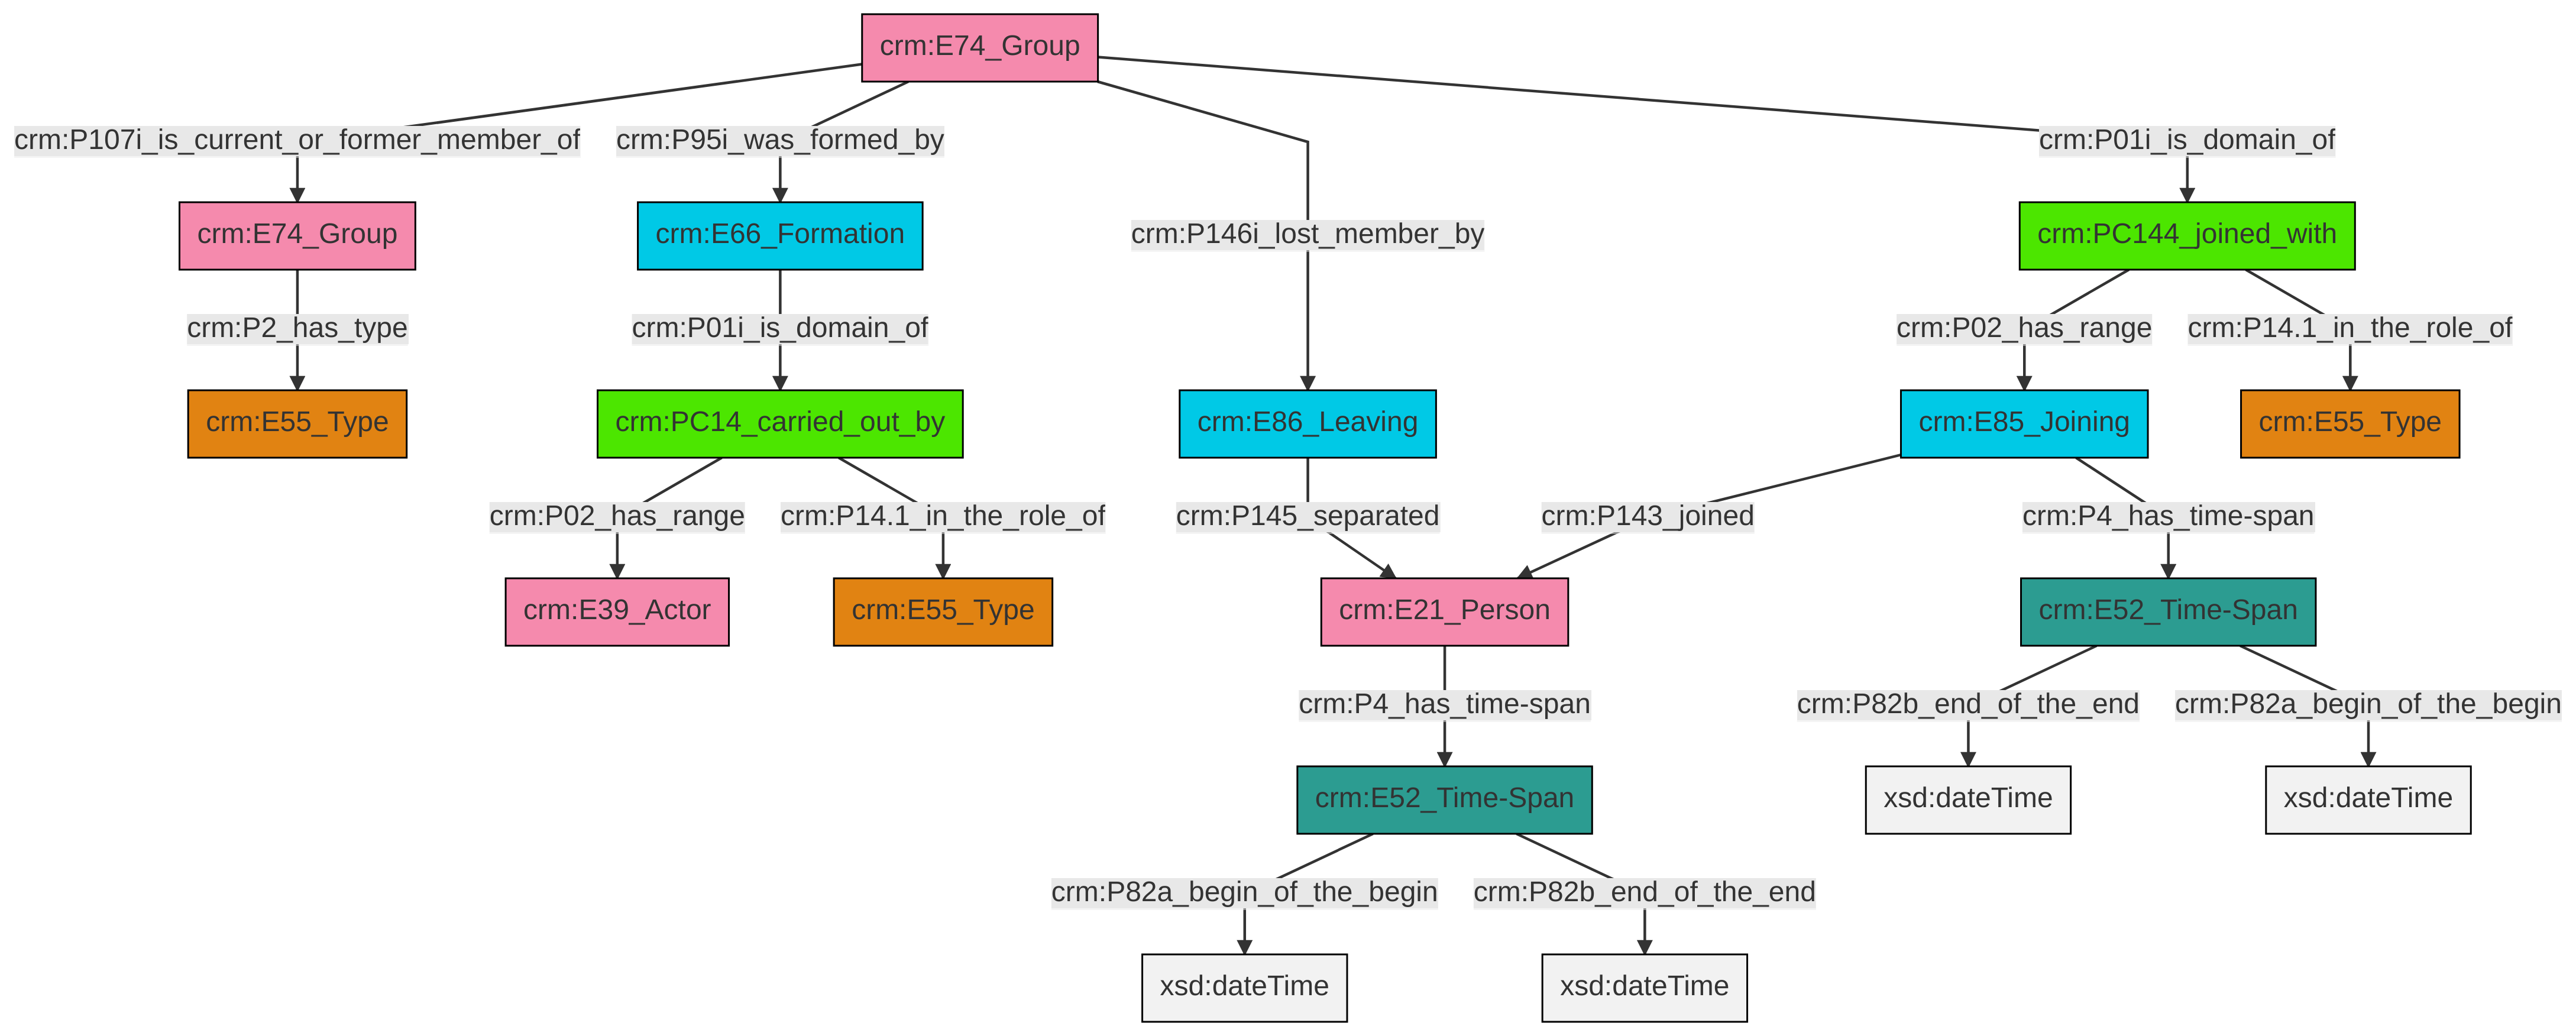 crm:E74_Group
crm:P107i_is_current_or_former_member_of
crm:P95i_was_formed_by
crm:P01i_is_domain_of
crm:E74_Group
crm:E66_Formation
crm:P146i_lost_member_by
crm:PC144_joined_with
crm:P2_has_type
crm:P01i_is_domain_of
crm:P02_has_range
crm:P14.1_in_the_role_of
crm:E55_Type
crm:PC14_carried_out_by
crm:E86_Leaving
crm:E85_Joining
crm:E55_Type
crm:P02_has_range
crm:P14.1_in_the_role_of
crm:P145_separated
crm:P143_joined
crm:P4_has_time-span
crm:E39_Actor
crm:E55_Type
crm:E21_Person
crm:E52_Time-Span
crm:P4_has_time-span
crm:P82b_end_of_the_end
crm:P82a_begin_of_the_begin
crm:E52_Time-Span
xsd:dateTime
xsd:dateTime
crm:P82a_begin_of_the_begin
crm:P82b_end_of_the_end
xsd:dateTime
xsd:dateTime